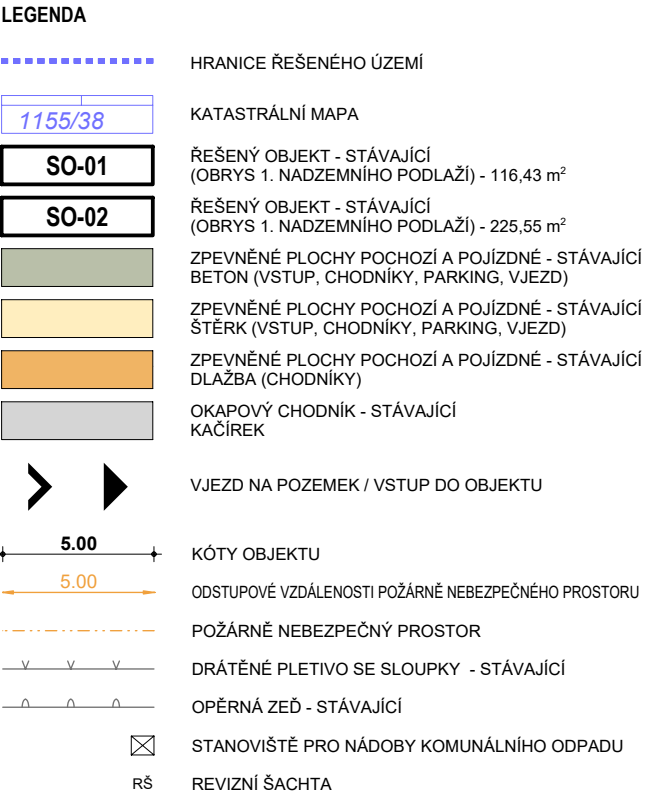 LEGENDA
HRANICE ŘEŠENÉHO ÚZEMÍ
1155/38 KATASTRÁLNÍ MAPA
SO-01 ŘEŠENÝ OBJEKT - STÁVAJÍCÍ
(OBRYS 1. NADZEMNÍHO PODLAŽÍ) - 116,43 m²
SO-02 ŘEŠENÝ OBJEKT - STÁVAJÍCÍ
(OBRYS 1. NADZEMNÍHO PODLAŽÍ) - 225,55 m²
ZPEVNĚNÉ PLOCHY POCHOZÍ A POJÍZDNÉ - STÁVAJÍCÍ
BETON (VSTUP, CHODNÍKY, PARKING, VJEZD)
ZPEVNĚNÉ PLOCHY POCHOZÍ A POJÍZDNÉ - STÁVAJÍCÍ
ŠTĚRK (VSTUP, CHODNÍKY, PARKING, VJEZD)
ZPEVNĚNÉ PLOCHY POCHOZÍ A POJÍZDNÉ - STÁVAJÍCÍ
DLAŽBA (CHODNÍKY)
OKAPOVÝ CHODNÍK - STÁVAJÍCÍ
KAČÍREK
VJEZD NA POZEMEK / VSTUP DO OBJEKTU
5.00 KÓTY OBJEKTU
5.00 ODSTUPOVÉ VZDÁLENOSTI POŽÁRNĚ NEBEZPEČNÉHO PROSTORU
POŽÁRNĚ NEBEZPEČNÝ PROSTOR
DRÁTĚNÉ PLETIVO SE SLOUPKY - STÁVAJÍCÍ
OPĚRNÁ ZEĎ - STÁVAJÍCÍ
STANOVIŠTĚ PRO NÁDOBY KOMUNÁLNÍHO ODPADU
RŠ REVIZNÍ ŠACHTA